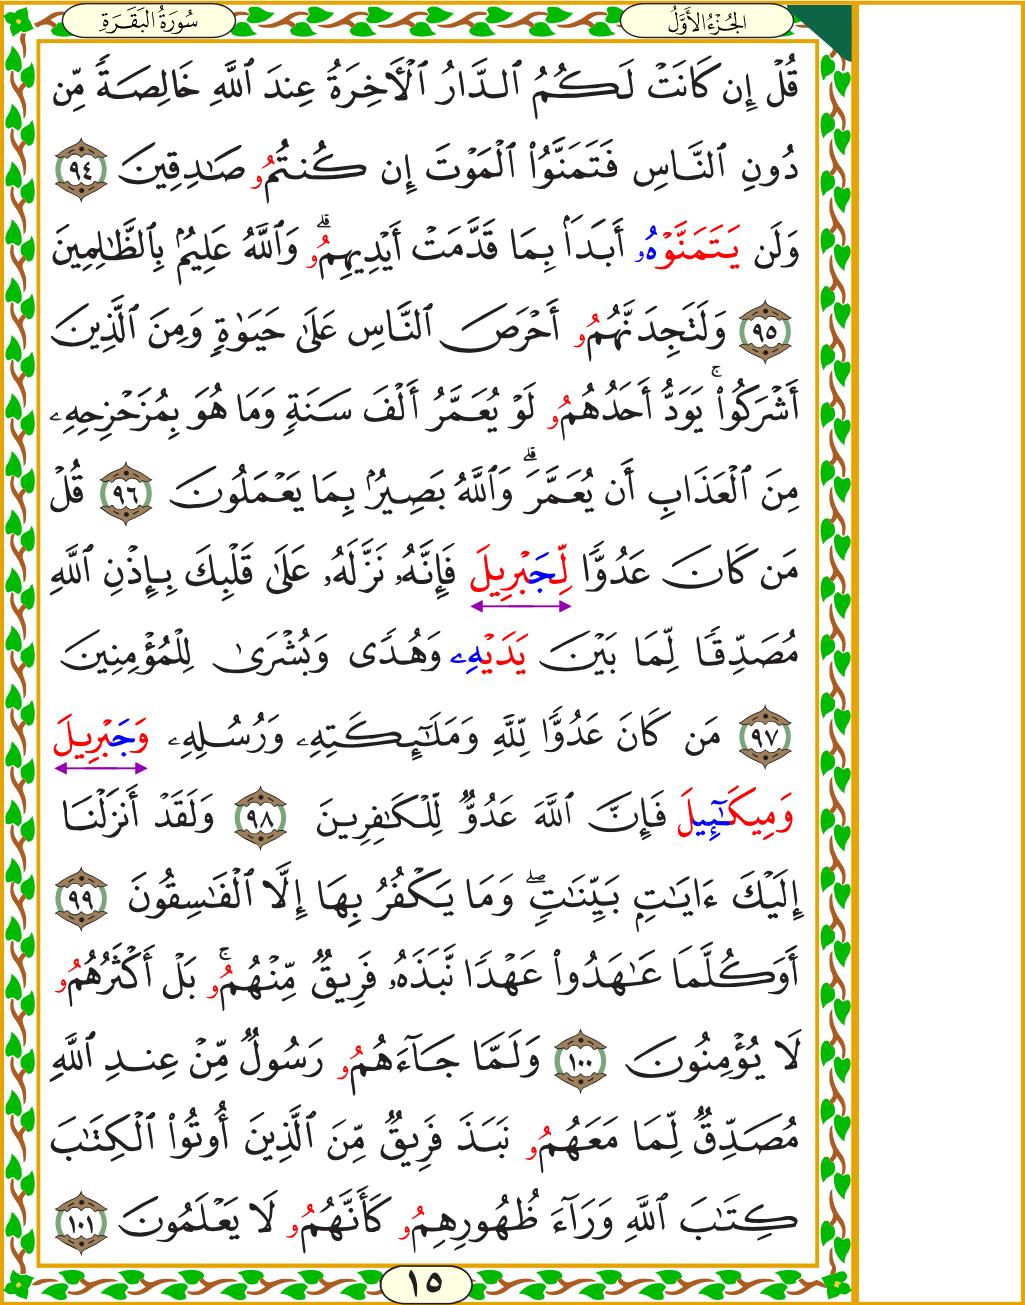 الجُزْءُ الأَوَّلُ
سُورَةُ البَقَرَةِ
قُلْ إِن كَانَتْ لَكُمُ ٱلدَّارُ ٱلْأَخِرَةُ عِندَ ٱللَّهِ خَالِصَةً مِّن
دُونِ ٱلنَّاسِ فَتَمَنَّوُا۟ ٱلْمَوْتَ إِن كُنتُمُۥ صَٰدِقِينَ ٩٤
وَلَن يَتَمَنَّوْهُۥ أَبَدًۢا بِمَا قَدَّمَتْ أَيْدِيهِمُۥۗ وَٱللَّهُ عَلِيمُۢ بِٱلظَّٰلِمِينَ
٩٥ وَلَتَجِدَنَّهُمُۥ أَحْرَصَ ٱلنَّاسِ عَلَىٰ حَيَوٰةٍ وَمِنَ ٱلَّذِينَ
أَشْرَكُوا۟ۚ يَوَدُّ أَحَدُهُمُۥ لَوْ يُعَمَّرُ أَلْفَ سَنَةٍ وَمَا هُوَ بِمُزَحْزِحِهِۦ
مِنَ ٱلْعَذَابِ أَن يُعَمَّرَۗ وَٱللَّهُ بَصِيرُۢ بِمَا يَعْمَلُونَ ٩٦ قُلْ
مَن كَانَ عَدُوًّا لِّجَبْرِيلَ فَإِنَّهُۥ نَزَّلَهُۥ عَلَىٰ قَلْبِكَ بِإِذْنِ ٱللَّهِ
مُصَدِّقًا لِّمَا بَيْنَ يَدَيْهِۦ وَهُدًى وَبُشْرَىٰ لِلْمُؤْمِنِينَ
٩٧ مَن كَانَ عَدُوًّا لِّلَّهِ وَمَلَٰٓئِكَتِهِۦ وَرُسُلِهِۦ وَجَبْرِيلَ
وَمِيكَٰٓئِيلَ فَإِنَّ ٱللَّهَ عَدُوٌّ لِّلْكَٰفِرِينَ ٩٨ وَلَقَدْ أَنزَلْنَا
إِلَيْكَ ءَايَٰتِۭ بَيِّنَٰتٍۖ وَمَا يَكْفُرُ بِهَا إِلَّا ٱلْفَٰسِقُونَ ٩٩
أَوَكُلَّمَا عَٰهَدُوا۟ عَهْدًا نَّبَذَهُۥ فَرِيقٌ مِّنْهُمُۥۚ بَلْ أَكْثَرُهُمُۥ
لَا يُؤْمِنُونَ ١٠٠ وَلَمَّا جَآءَهُمُۥ رَسُولٌ مِّنْ عِندِ ٱللَّهِ
مُصَدِّقٌ لِّمَا مَعَهُمُۥ نَبَذَ فَرِيقٌ مِّنَ ٱلَّذِينَ أُوتُوا۟ ٱلْكِتَٰبَ
كِتَٰبَ ٱللَّهِ وَرَآءَ ظُهُورِهِمُۥ كَأَنَّهُمُۥ لَا يَعْلَمُونَ ١٠١
١٥